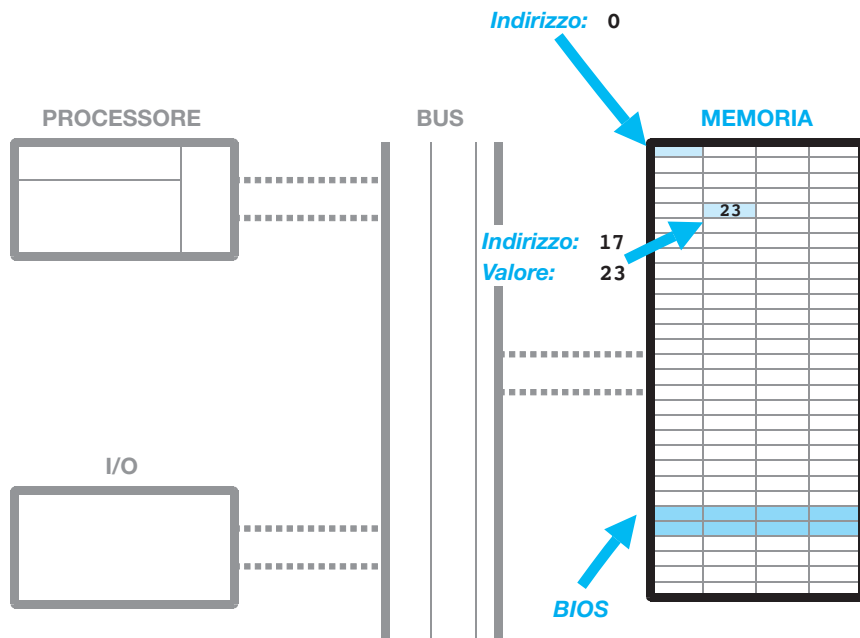 Indirizzo: 0
PROCESSORE
BUS
MEMORIA
23
Indirizzo: 17
Valore: 23
I/O
BIOS